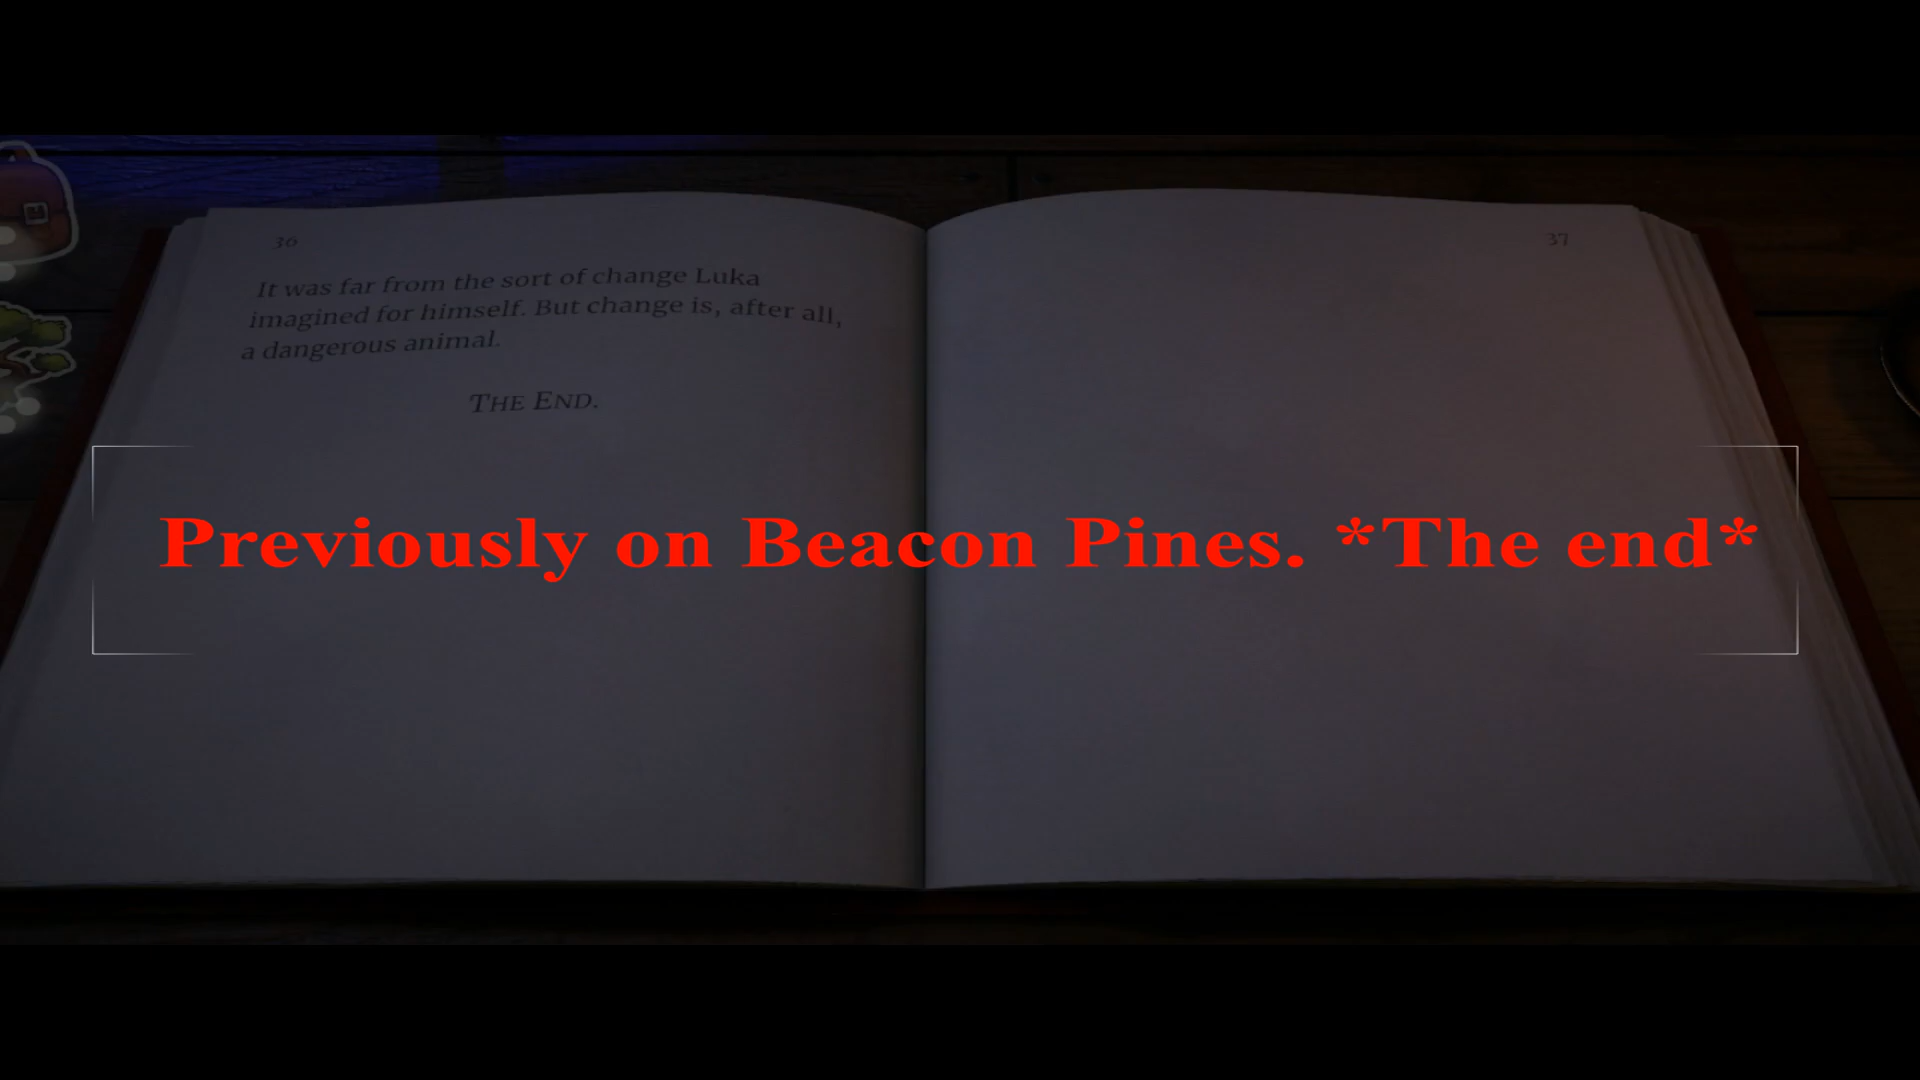 36
37
It was far from the sort of change Luka
imagined for himself. But change is, after all,
a dangerous animal.
THE END.
Previously on Beacon Pines. *The end*